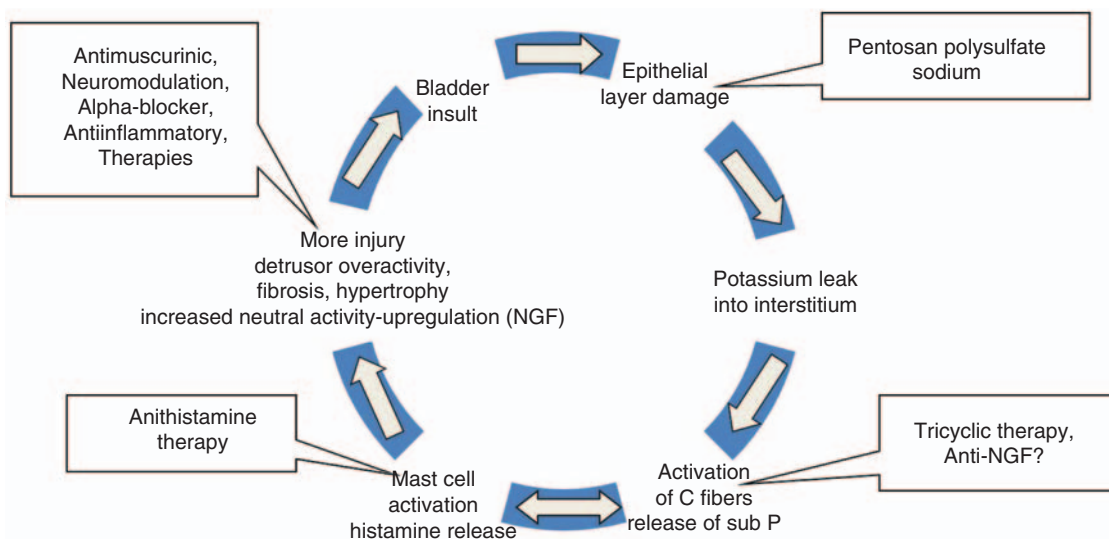 Antimuscurinic,
Neuromodulation,
Alpha-blocker,
Antiinflammatory,
Therapies
Bladder
insult
Epithelial
layer damage
Pentosan polysulfate
sodium
Potassium leak
into interstitium
Tricyclic therapy,
Anti-NGF?
Activation
of C fibers
release of sub P
Mast cell
activation
histamine release
Anithistamine
therapy
More injury
detrusor overactivity,
fibrosis, hypertrophy
increased neutral activity-upregulation (NGF)